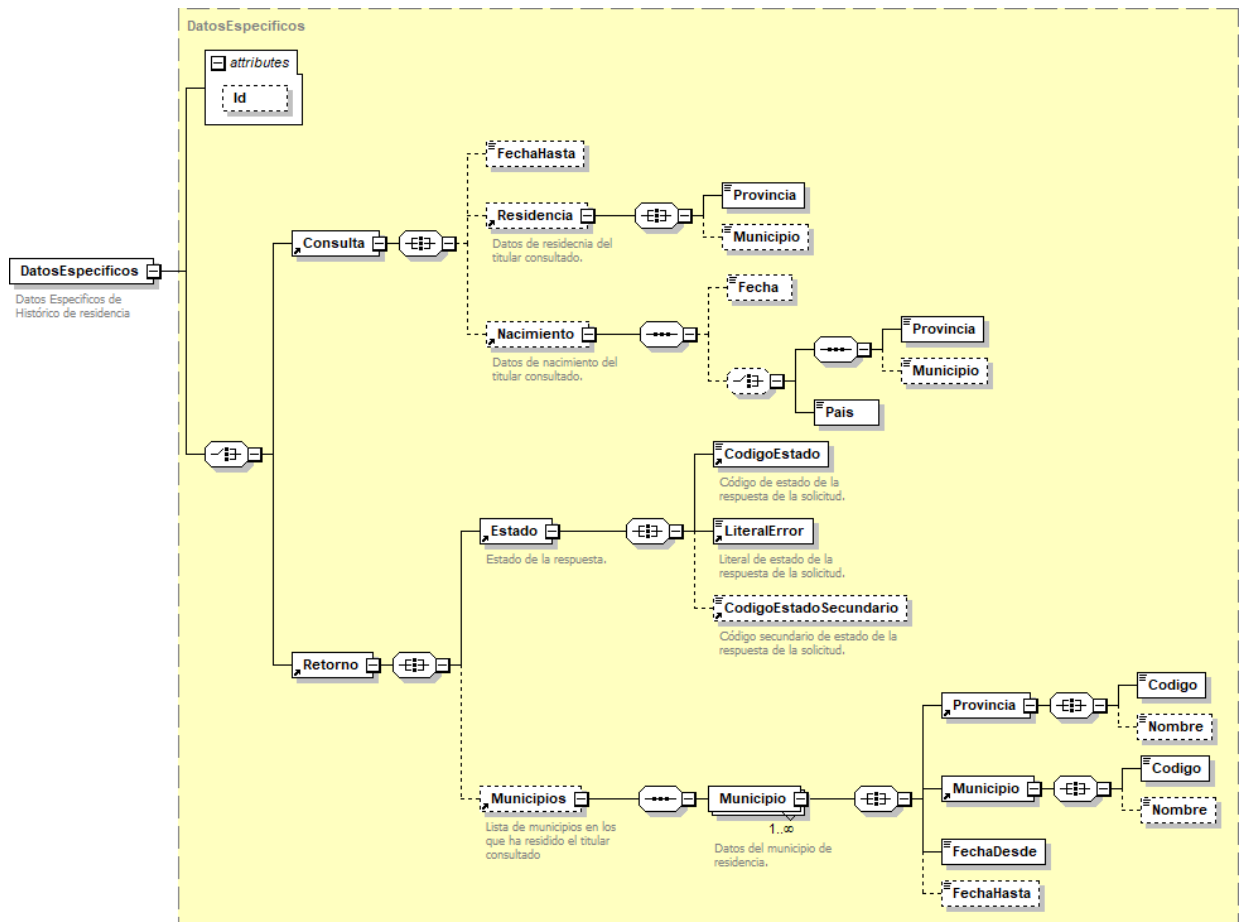 DatosEspecificos
attributes
Id
FechaHasta
Provincia
Residencia
Municipio
Datos de residecnia del
titular consultado.
Consulta
DatosEspecificos
Datos Especificos de
Histórico de residencia
Fecha
Nacimiento
Datos de nacimiento del
titular consultado.
Provincia
Municipio
Pais
CodigoEstado
Código de estado de la
respuesta de la solicitud.
Estado
Estado de la respuesta.
LiteralError
Literal de estado de la
respuesta de la solicitud.
CodigoEstadoSecundario
Código secundario de estado de la
respuesta de la solicitud.
Retorno
Provincia
Codigo
Nombre
Municipios
Lista de municipios en los
que ha residido el titular
consultado
Municipio
1..∞
Datos del municipio de
residencia.
Municipio
Codigo
Nombre
FechaDesde
FechaHasta